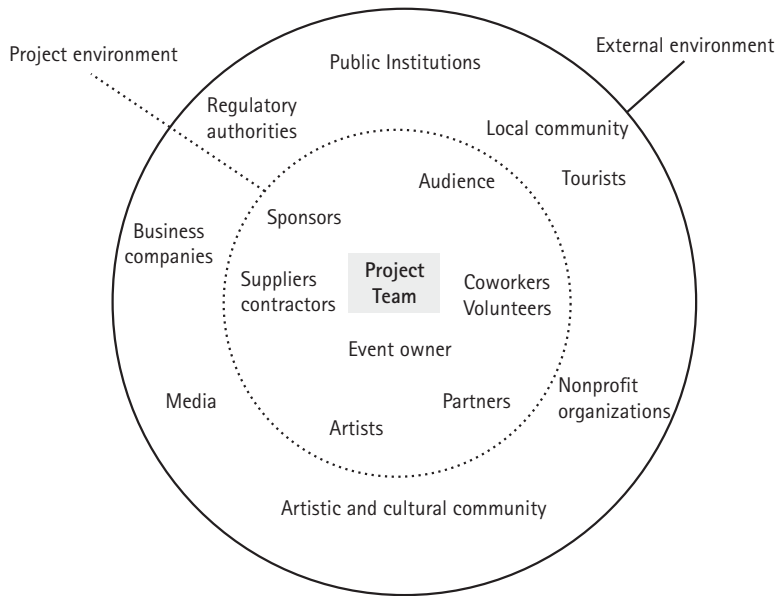 External environment
Project environment
Public Institutions
Regulatory
authorities
Local community
Audience
Tourists
Sponsors
Business
companies
Project
Team
Suppliers
contractors
Coworkers
Volunteers
Event owner
Nonprofit
organizations
Media
Partners
Artists
Artistic and cultural community